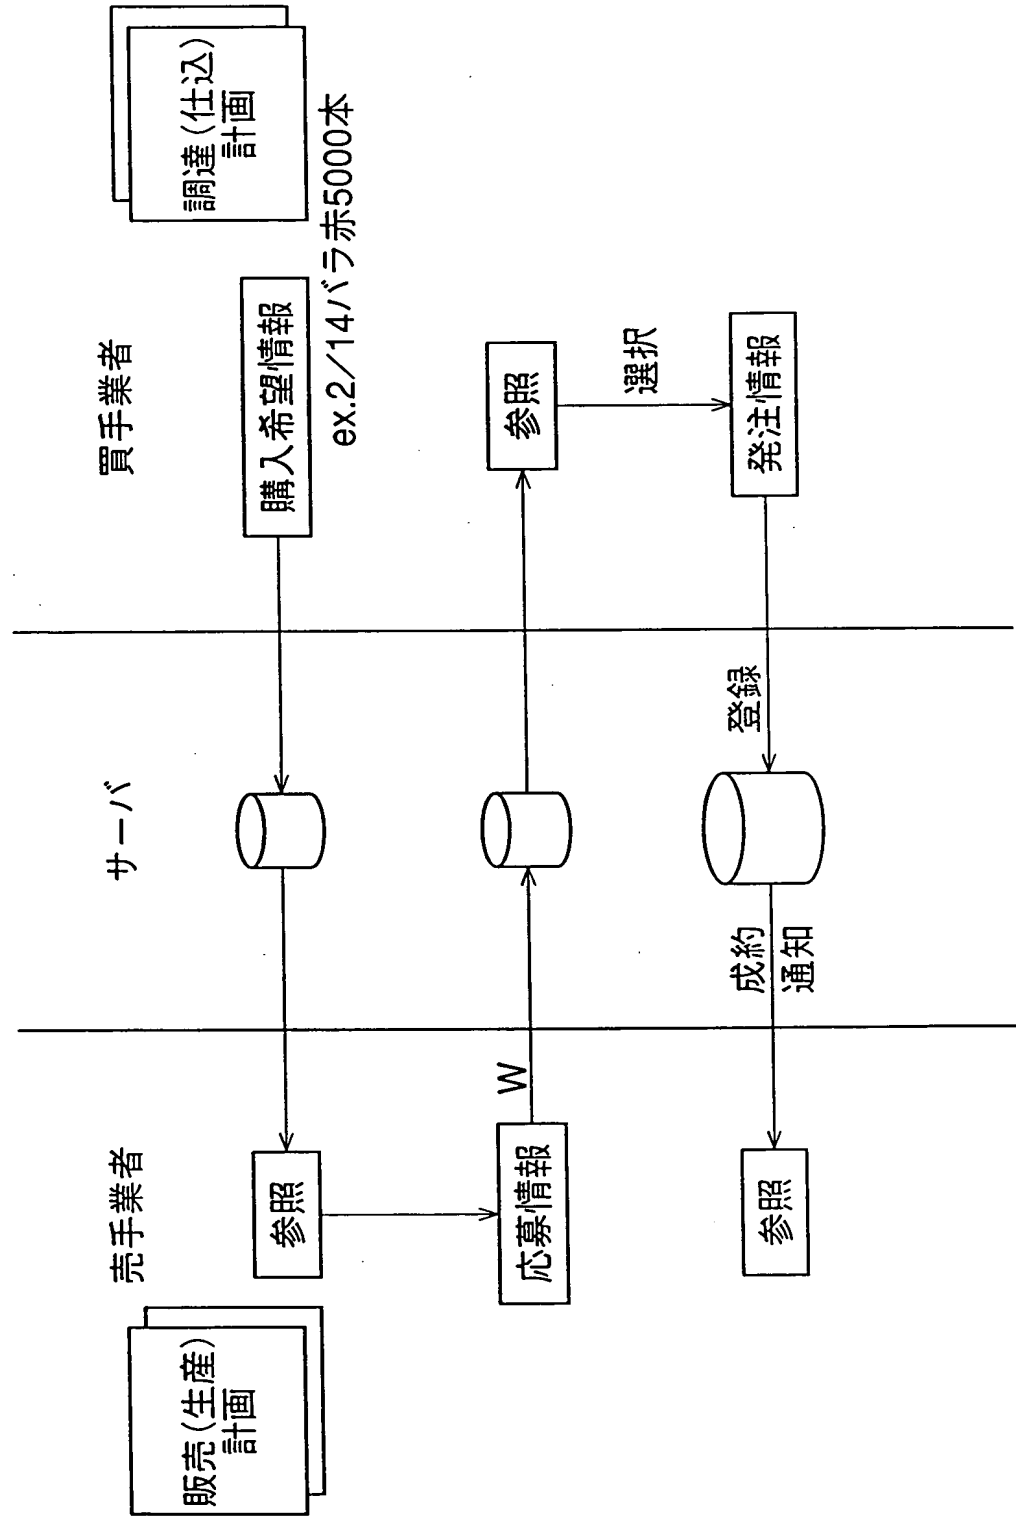 売手業者
サーバ
買手業者
販売(生産)
計画
調達(仕込)
計画
参照
購入希望情報
ex.2/14バラ赤5000本
応募情報
W
参照
選択
参照
成約
通知
登録
発注情報